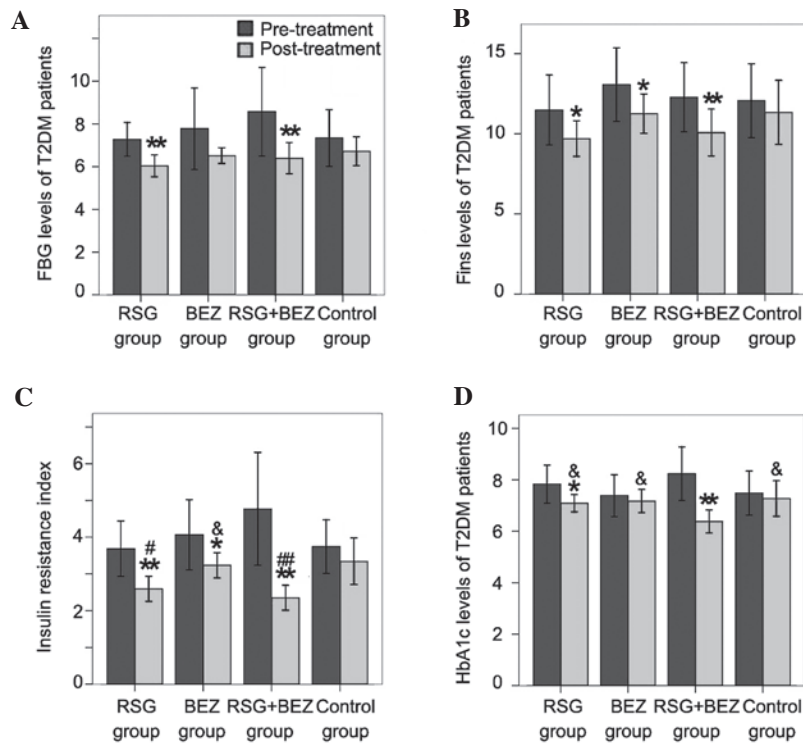 A
Pre-treatment
Post-treatment
FBG levels of T2DM patients
10
8
6
4
2
0
**
**
RSG
group
BEZ
group
RSG+BEZ
group
Control
group
B
Fins levels of T2DM patients
15
10
5
0
*
*
**
RSG
group
BEZ
group
RSG+BEZ
group
Control
group
C
Insulin resistance index
6
4
2
0
#
**
&
*
##
**
RSG
group
BEZ
group
RSG+BEZ
group
Control
group
D
HbA1c levels of T2DM patients
10
8
6
4
2
0
&
*
&
**
&
RSG
group
BEZ
group
RSG+BEZ
group
Control
group